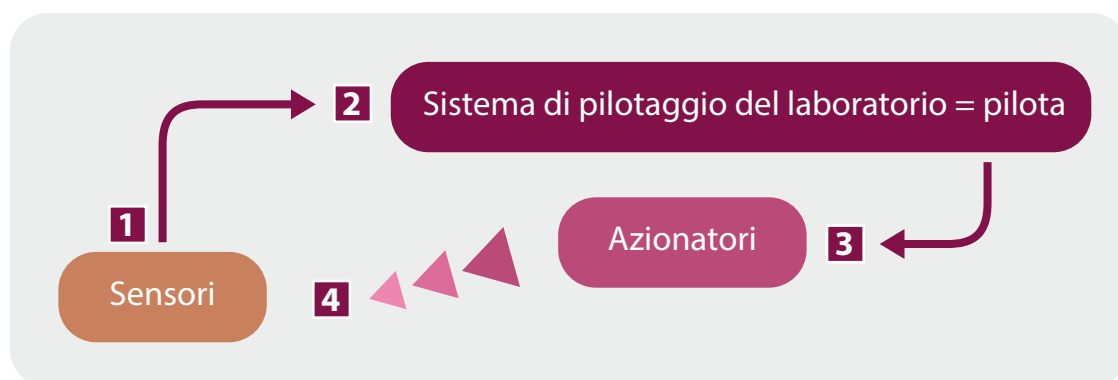 2 Sistema di pilotaggio del laboratorio = pilota
1
Azionatori 3
Sensori 4